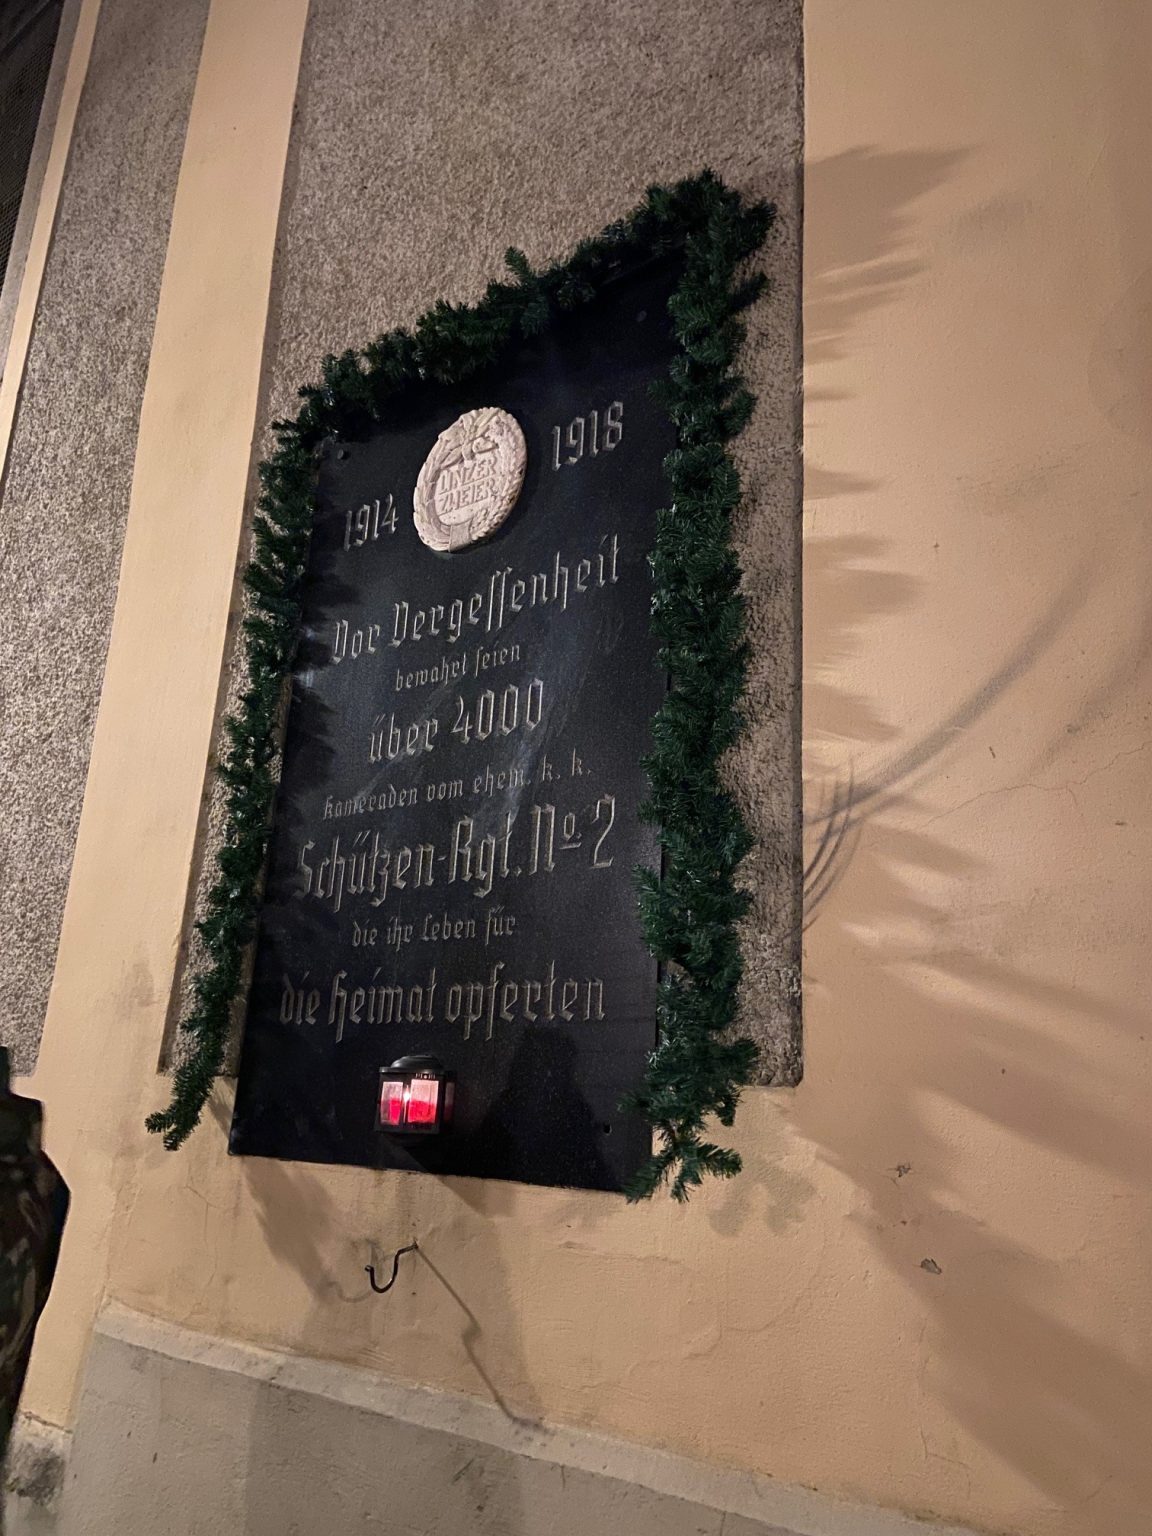 1914
LINZER
ZWEIER
1918
Vor Vergeſſenheit
bewahrt ſeien
über 4000
Kameraden vom ehem. k. k.
Schützen-Rgt. No. 2
die ihr Leben für
die Heimat opferten